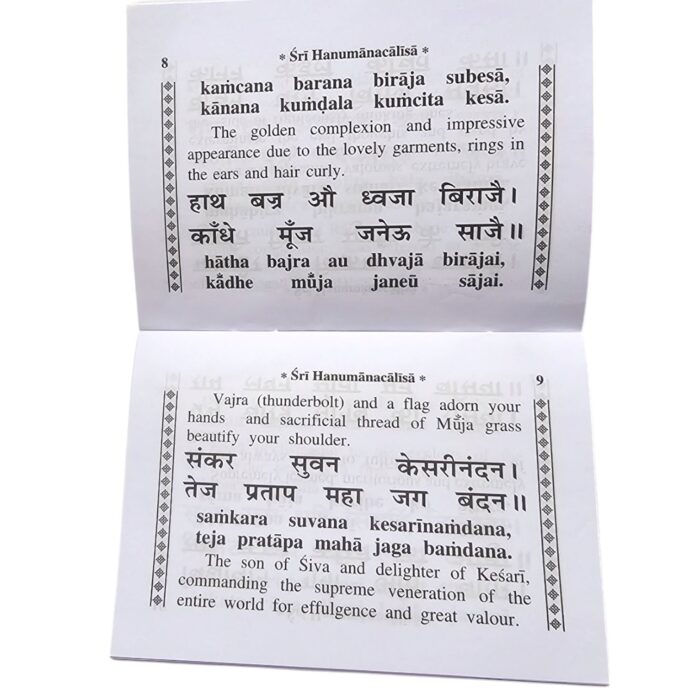 8
* Śrī Hanumānacālīsā *
kaṁcana barana birāja subesā,
kānana kuṁḍala kuṁcita kesā.
The golden complexion and impressive
appearance due to the lovely garments, rings in
the ears and hair curly.
हाथ बज्र औ ध्वजा बिराजै।
काँधे मूँज जनेऊ साजै॥
hātha bajra au dhvajā birājai,
kā̐dhe mū̐ja janeū sājai.
* Śrī Hanumānacālīsā *
9
Vajra (thunderbolt) and a flag adorn your
hands and sacrificial thread of Mū̐ja grass
beautify your shoulder.
संकर सुवन केसरीनंदन।
तेज प्रताप महा जग बंदन॥
saṁkara suvana kesarīnaṁdana,
teja pratāpa mahā jaga baṁdana.
The son of Śiva and delighter of Keśarī,
commanding the supreme veneration of the
entire world for effulgence and great valour.